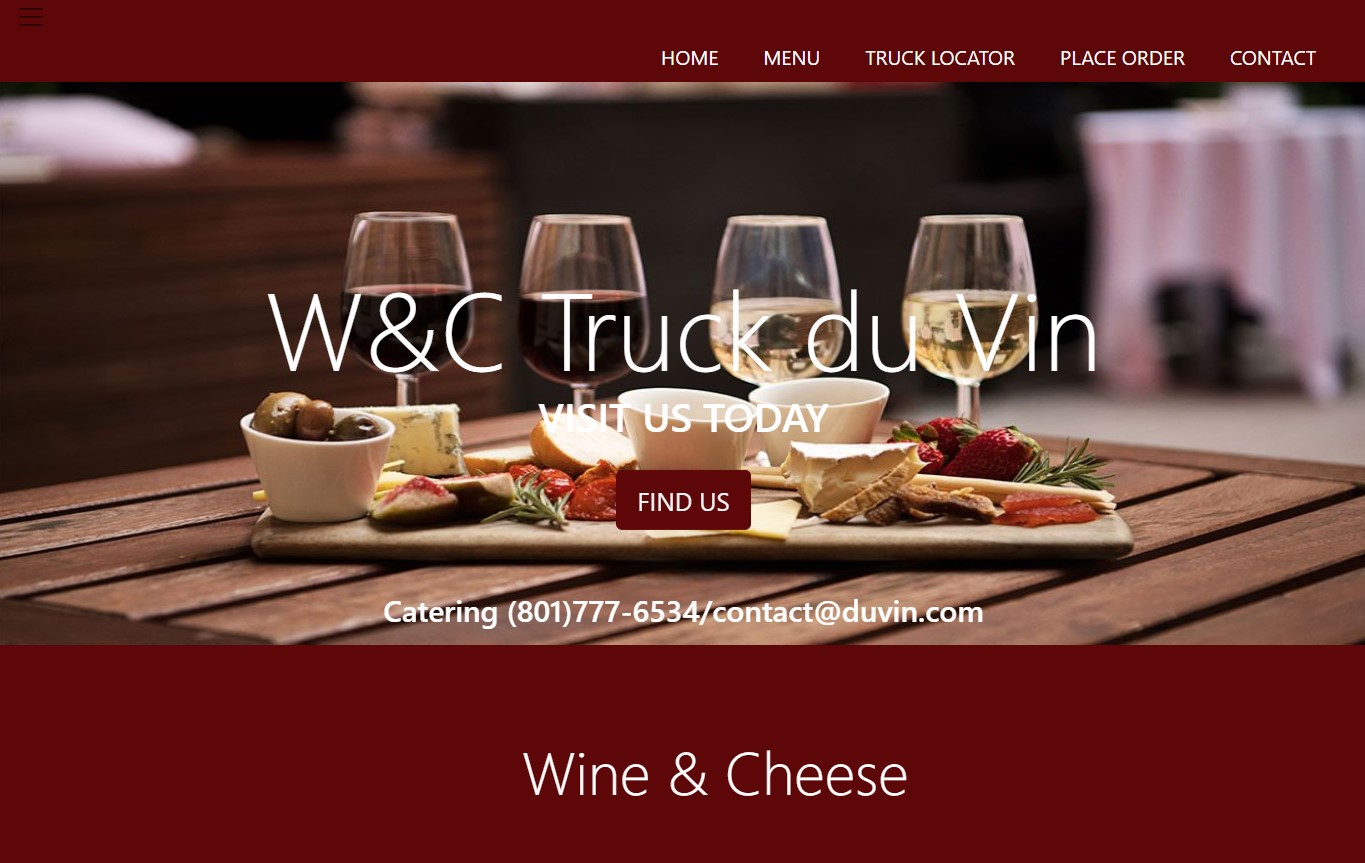 HOME MENU TRUCK LOCATOR PLACE ORDER CONTACT
W&C Truck du Vin
VISIT US TODAY
FIND US
Catering (801)777-6534/contact@duvin.com
Wine & Cheese